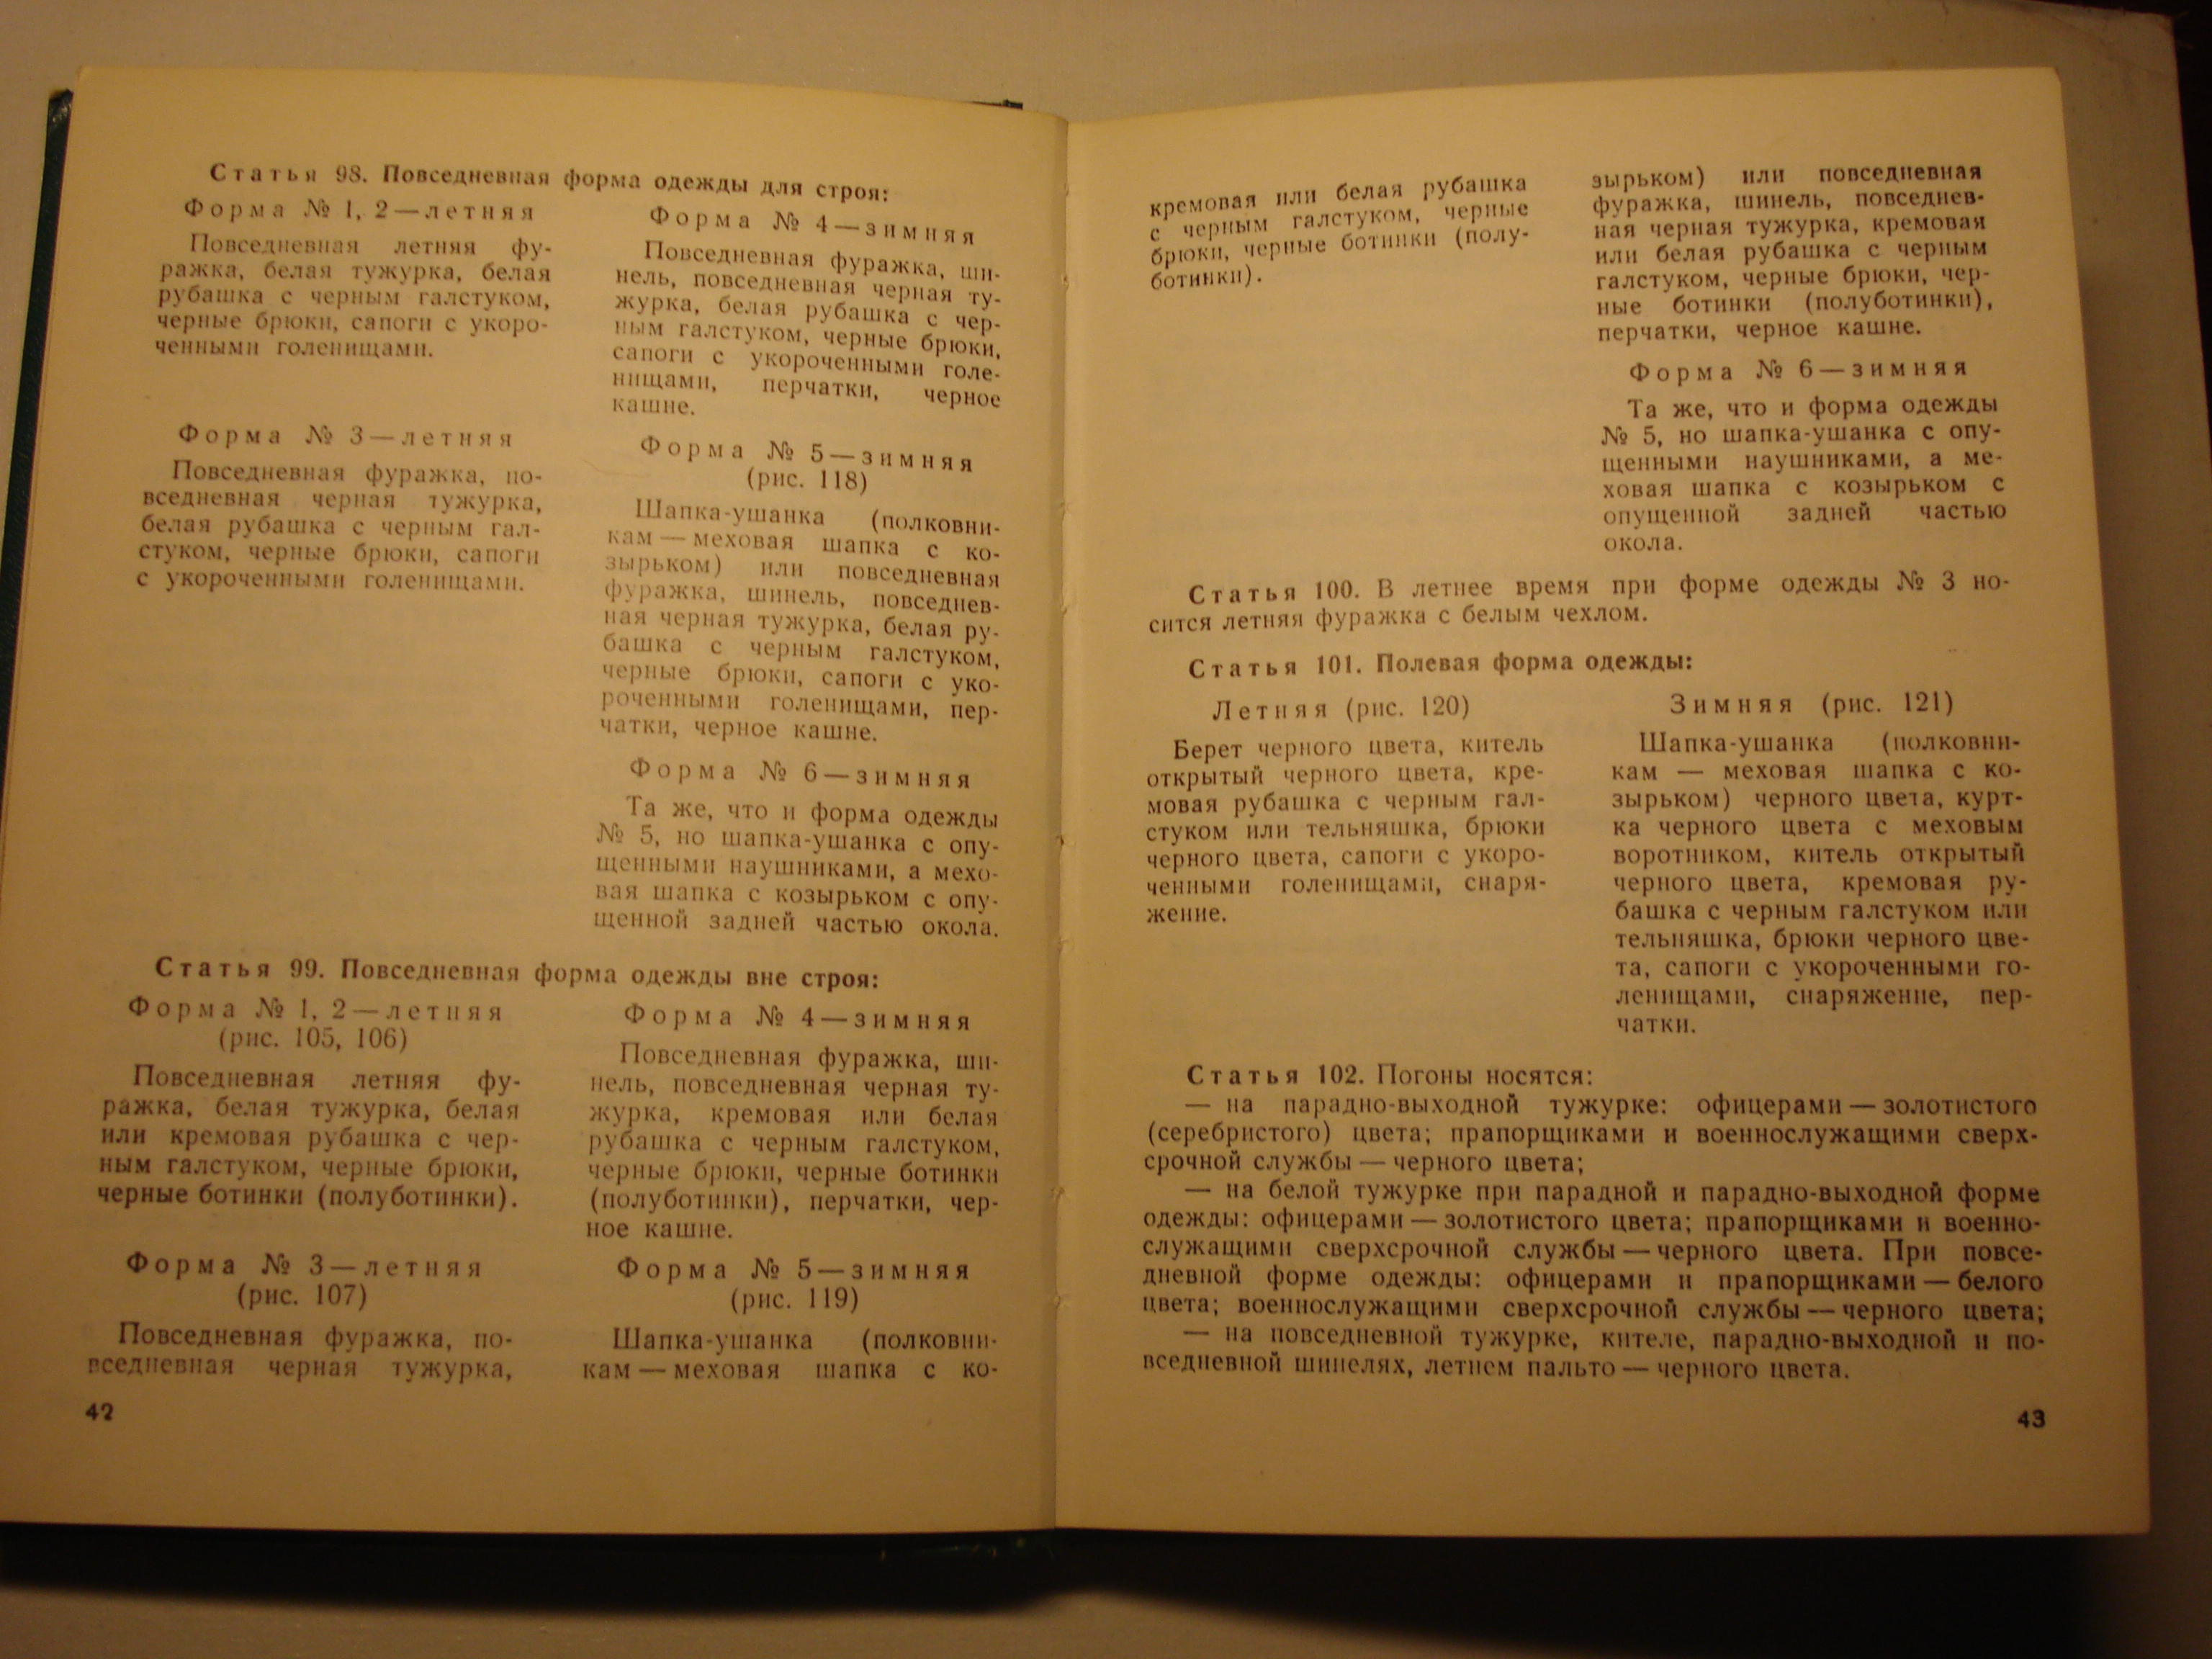 Статья 98. Повседневная форма одежды для строя:
Форма № 1, 2 — летняя
Повседневная летняя фу-
ражка, белая тужурка, белая
рубашка с черным галстуком,
черные брюки, сапоги с укоро-
ченными голенищами.
Форма № 3 — летняя
Повседневная фуражка, по-
вседневная черная тужурка,
белая рубашка с черным гал-
стуком, черные брюки, сапоги
с укороченными голенищами.
Форма № 4 — зимняя
Повседневная фуражка, ши-
нель, повседневная черная ту-
журка, белая рубашка с чер-
ным галстуком, черные брюки,
сапоги с укороченными голе-
нищами, перчатки, черное
кашне.
Форма № 5 — зимняя
(рис. 118)
Шапка-ушанка (полковни-
кам — меховая шапка с ко-
зырьком) или повседневная
фуражка, шинель, повседнев-
ная черная тужурка, белая ру-
башка с черным галстуком,
черные брюки, сапоги с уко-
роченными голенищами, пер-
чатки, черное кашне.
Форма № 6 — зимняя
Та же, что и форма одежды
№ 5, но шапка-ушанка с опу-
щенными наушниками, а мехо-
вая шапка с козырьком с опу-
щенной задней частью окола.
Статья 99. Повседневная форма одежды вне строя:
Форма № 1, 2 — летняя
(рис. 105, 106)
Повседневная летняя фу-
ражка, белая тужурка, белая
или кремовая рубашка с чер-
ным галстуком, черные брюки,
черные ботинки (полуботинки).
Форма № 3 — летняя
(рис. 107)
Повседневная фуражка, по-
вседневная черная тужурка,
Форма № 4 — зимняя
Повседневная фуражка, ши-
нель, повседневная черная ту-
журка, кремовая или белая
рубашка с черным галстуком,
черные брюки, черные ботинки
(полуботинки), перчатки, чер-
ное кашне.
Форма № 5 — зимняя
(рис. 119)
Шапка-ушанка (полковни-
кам — меховая шапка с ко-
42
кремовая или белая рубашка
с черным галстуком, черные
брюки, черные ботинки (полу-
ботинки).
зырьком) или повседневная
фуражка, шинель, повседнев-
ная черная тужурка, кремовая
или белая рубашка с черным
галстуком, черные брюки, чер-
ные ботинки (полуботинки),
перчатки, черное кашне.
Форма № 6 — зимняя
Та же, что и форма одежды
№ 5, но шапка-ушанка с опу-
щенными наушниками, а ме-
ховая шапка с козырьком с
опущенной задней частью
окола.
Статья 100. В летнее время при форме одежды № 3 но-
сится летняя фуражка с белым чехлом.
Статья 101. Полевая форма одежды:
Летняя (рис. 120)
Берет черного цвета, китель
открытый черного цвета, кре-
мовая рубашка с черным гал-
стуком или тельняшка, брюки
черного цвета, сапоги с укоро-
ченными голенищами, снаря-
жение.
Зимняя (рис. 121)
Шапка-ушанка (полковни-
кам — меховая шапка с ко-
зырьком) черного цвета, курт-
ка черного цвета с меховым
воротником, китель открытый
черного цвета, кремовая ру-
башка с черным галстуком или
тельняшка, брюки черного цве-
та, сапоги с укороченными го-
ленищами, снаряжение, пер-
чатки.
Статья 102. Погоны носятся:
— на парадно-выходной тужурке: офицерами — золотистого
(серебристого) цвета; прапорщиками и военнослужащими сверх-
срочной службы — черного цвета;
— на белой тужурке при парадной и парадно-выходной форме
одежды: офицерами — золотистого цвета; прапорщиками и военно-
служащими сверхсрочной службы — черного цвета. При повсе-
дневной форме одежды: офицерами и прапорщиками — белого
цвета; военнослужащими сверхсрочной службы — черного цвета;
— на повседневной тужурке, кителе, парадно-выходной и по-
вседневной шинелях, летнем пальто — черного цвета.
43